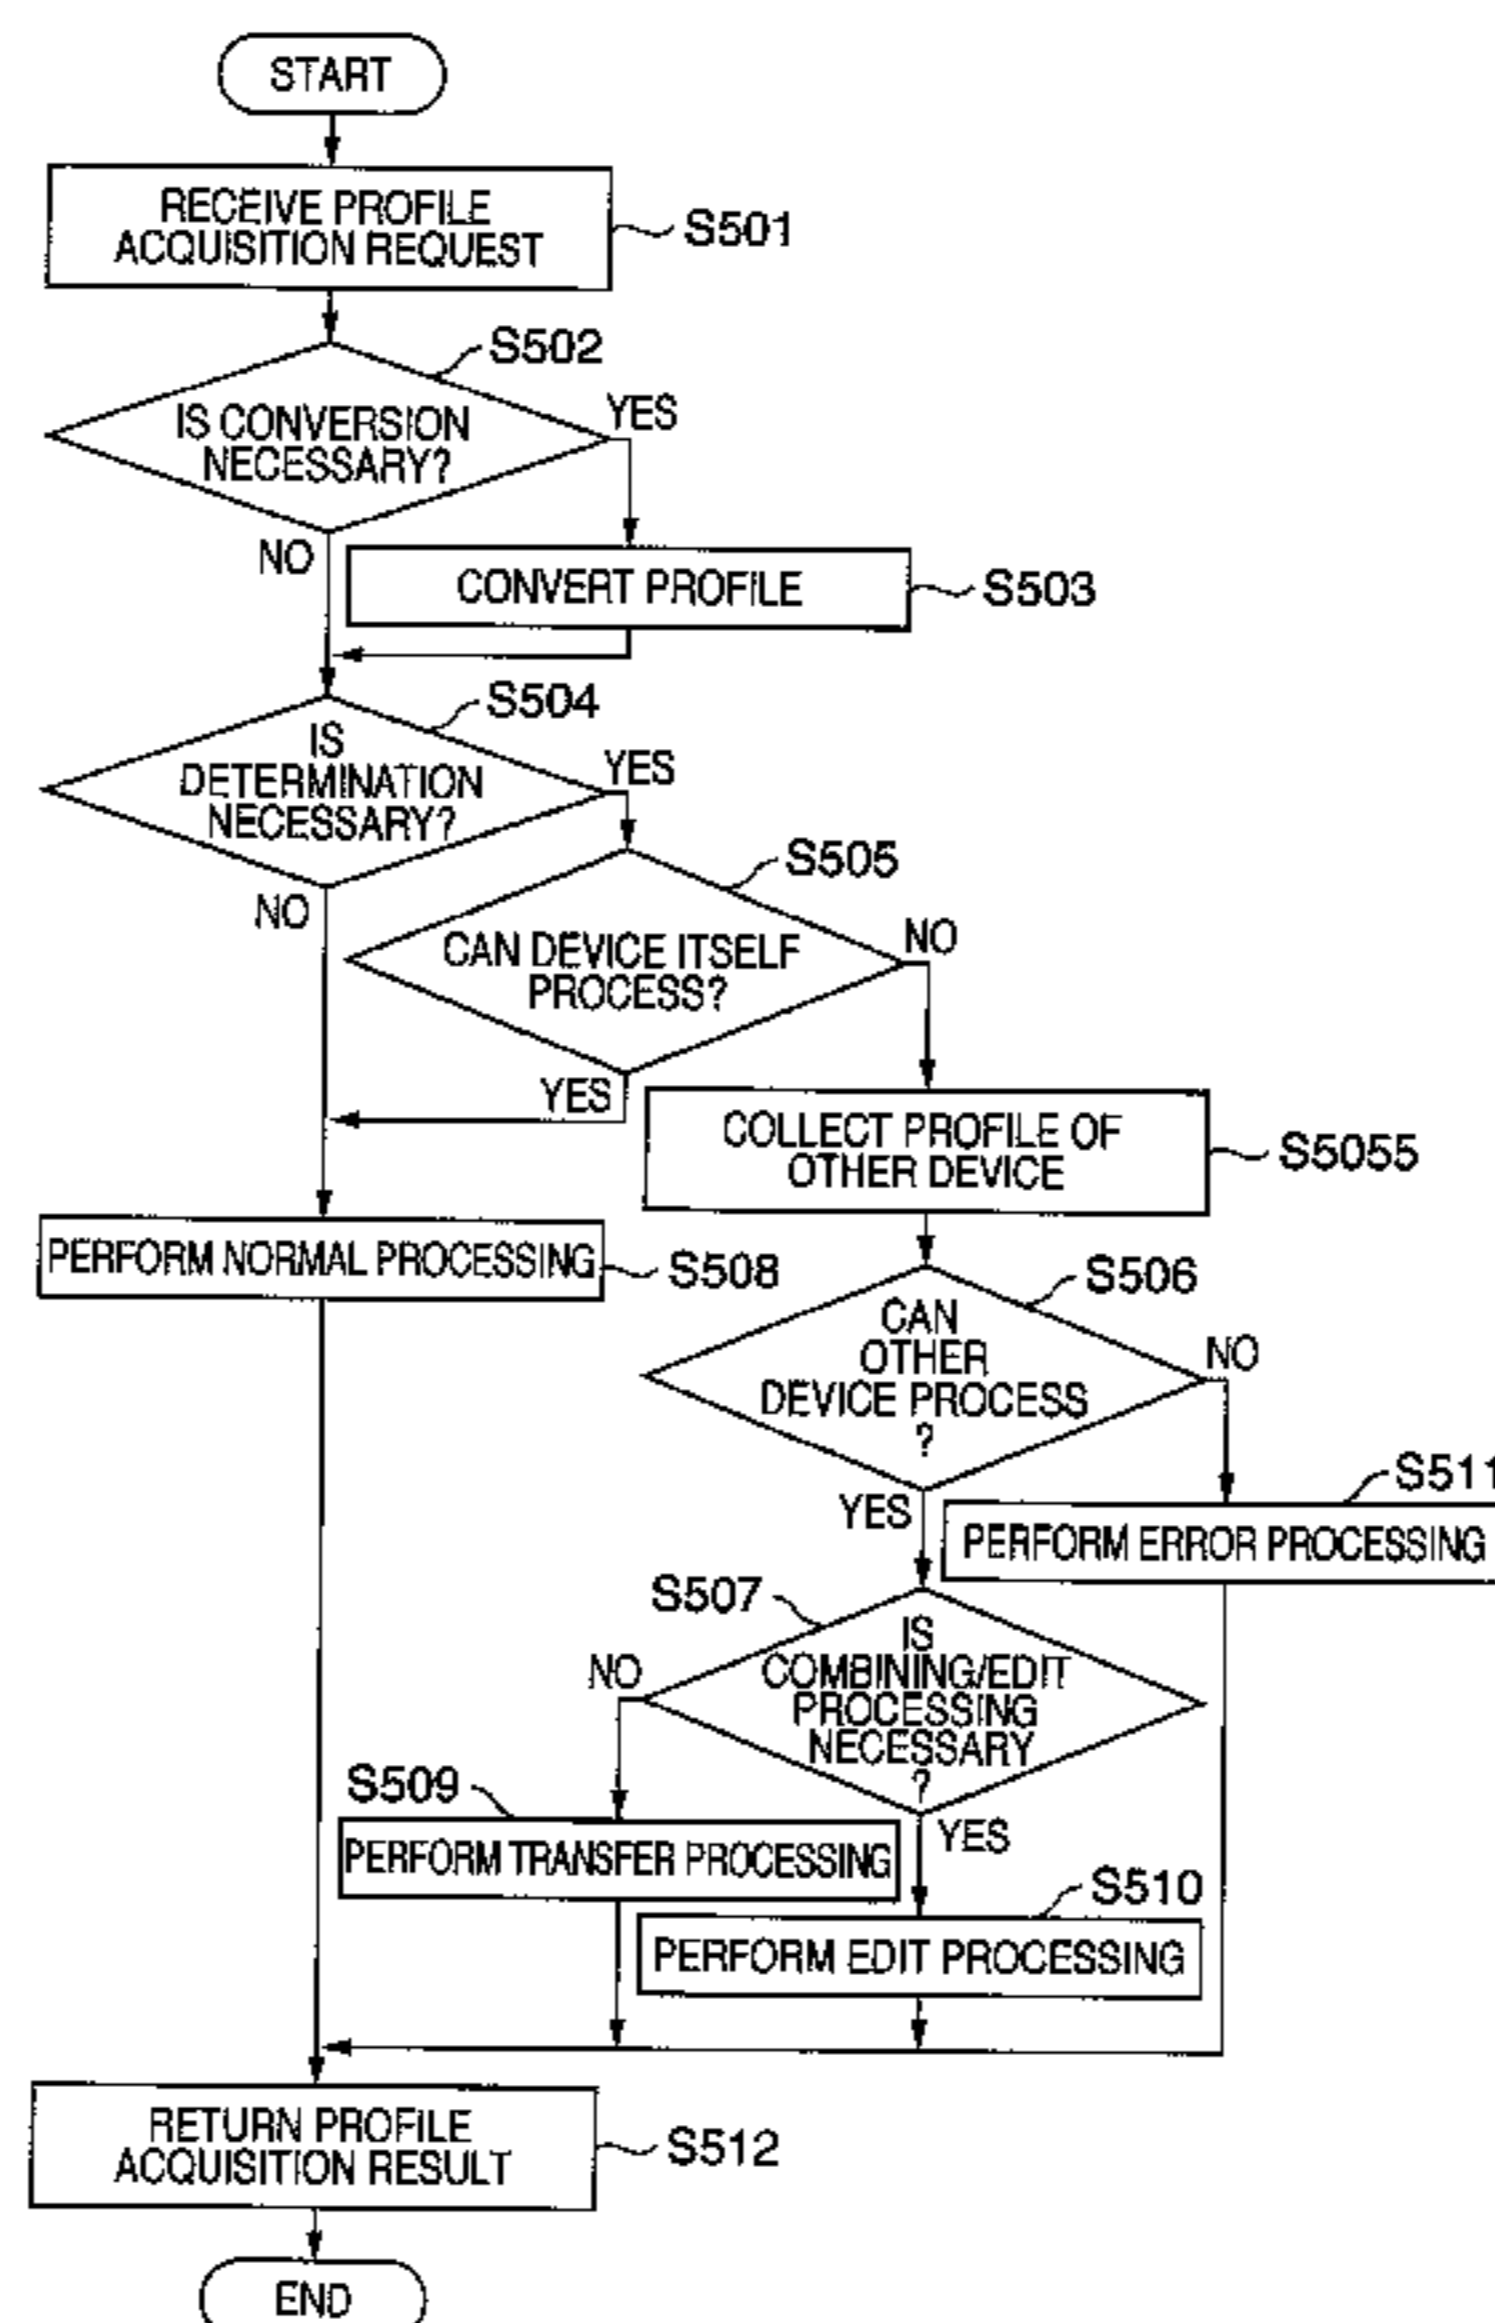 START
RECEIVE PROFILE
ACQUISITION REQUEST
S501
S502
IS CONVERSION
NECESSARY?
YES
NO
CONVERT PROFILE
S503
S504
IS
DETERMINATION
NECESSARY?
YES
NO
S505
CAN DEVICE ITSELF
PROCESS?
NO
YES
COLLECT PROFILE OF
OTHER DEVICE
S5055
PERFORM NORMAL PROCESSING
S508
S506
CAN
OTHER
DEVICE PROCESS
?
NO
YES
S511
PERFORM ERROR PROCESSING
S507
IS
COMBINING/EDIT
PROCESSING
NECESSARY
?
NO
YES
S509
PERFORM TRANSFER PROCESSING
S510
PERFORM EDIT PROCESSING
RETURN PROFILE
ACQUISITION RESULT
S512
END